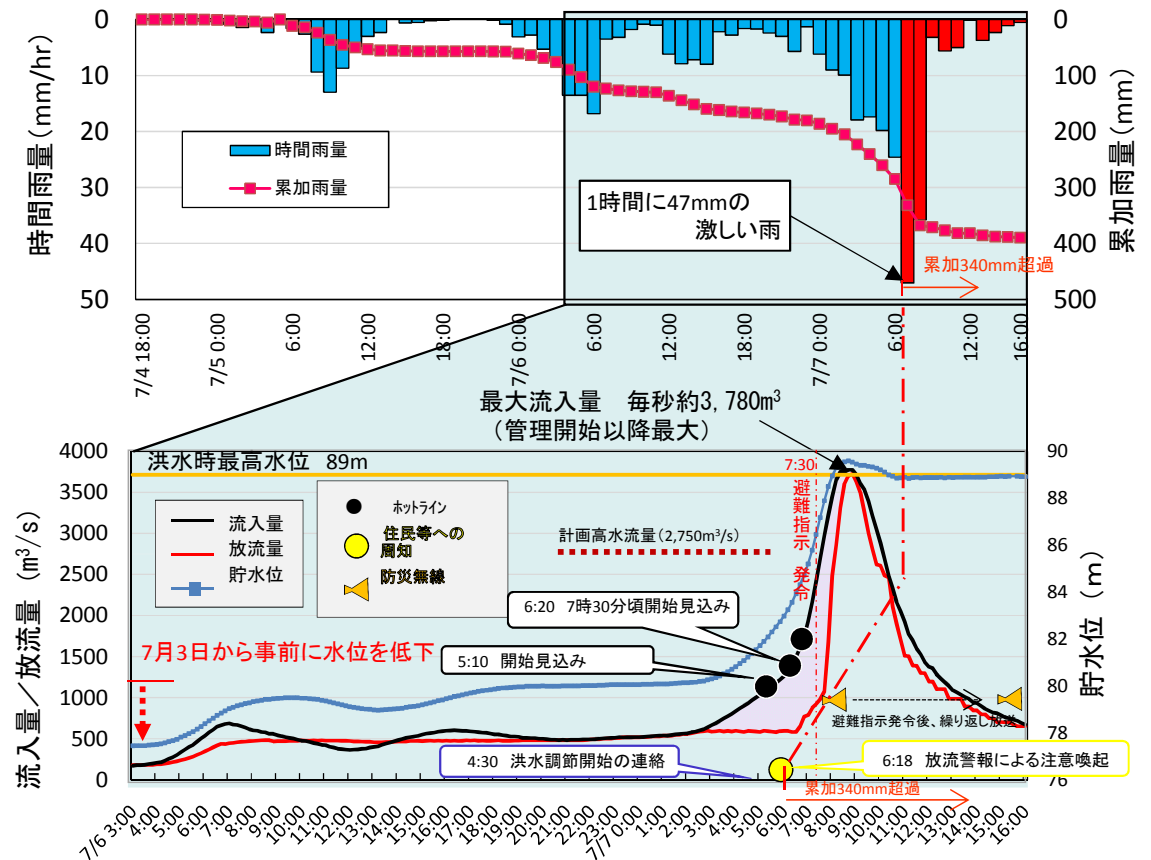 時間雨量(mm/hr)
0
10
20
30
40
50
累加雨量(mm)
0
100
200
300
400
500
時間雨量
累加雨量
1時間に47mmの
激しい雨
累加340mm超過
7/4 18:00
7/5 0:00
6:00
12:00
18:00
7/6 0:00
6:00
12:00
18:00
7/7 0:00
6:00
12:00
16:00
最大流入量 毎秒約3,780m³
(管理開始以降最大)
流入量/放流量 (m³/s)
4000
3500
3000
2500
2000
1500
1000
500
0
貯水位 (m)
90
88
86
84
82
80
78
76
洪水時最高水位 89m
流入量
放流量
貯水位
ホットライン
住民等への
周知
防災無線
計画高水流量(2,750m³/s)
7:30
避難指示 発令
6:20 7時30分頃開始見込み
5:10 開始見込み
7月3日から事前に水位を低下
避難指示発令後、繰り返し放送
4:30 洪水調節開始の連絡
6:18 放流警報による注意喚起
累加340mm超過
7/6 3:00
4:00
5:00
6:00
7:00
8:00
9:00
10:00
11:00
12:00
13:00
14:00
15:00
16:00
17:00
18:00
19:00
20:00
21:00
22:00
23:00
7/7 0:00
1:00
2:00
3:00
4:00
5:00
6:00
7:00
8:00
9:00
10:00
11:00
12:00
13:00
14:00
15:00
16:00